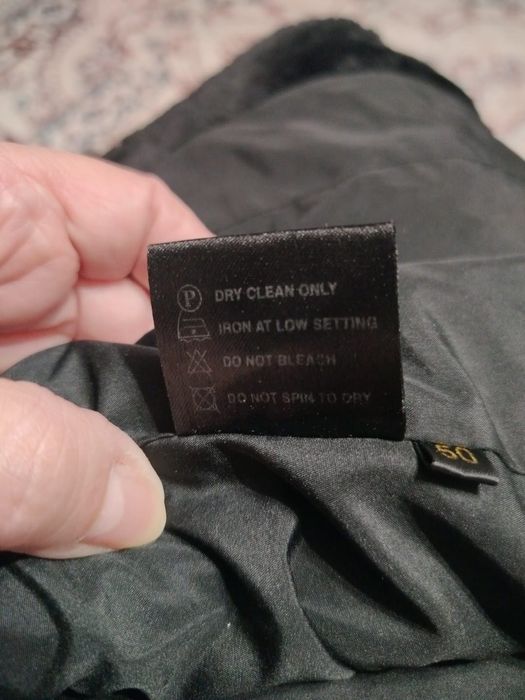 P DRY CLEAN ONLY
IRON AT LOW SETTING
DO NOT BLEACH
DO NOT SPIN TO DRY
50